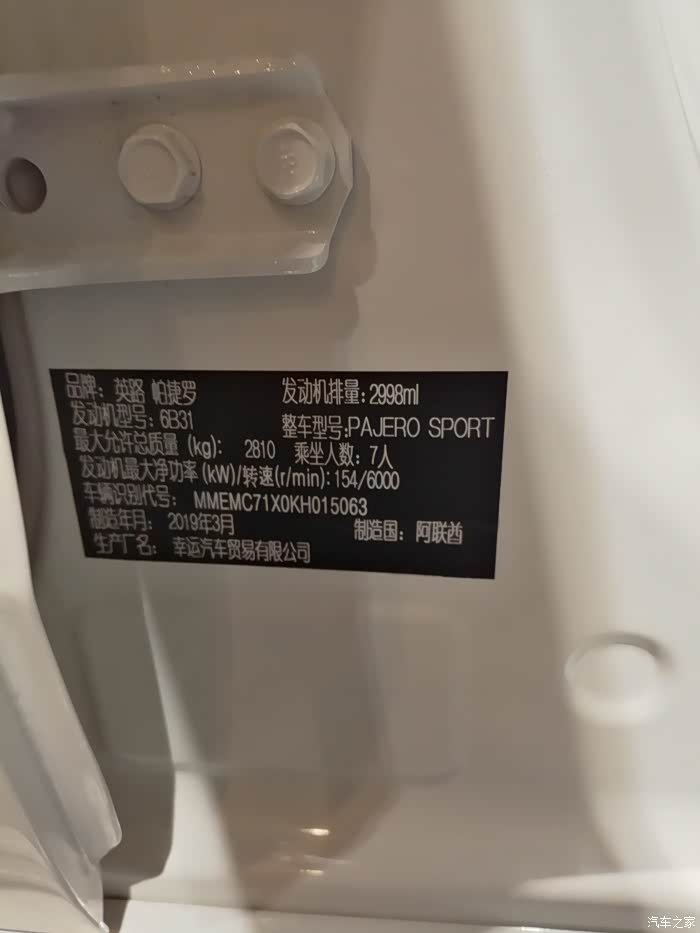 品牌: 英路 帕捷罗 发动机排量:2998ml
发动机型号: 6B31 整车型号:PAJERO SPORT
最大允许总质量 (kg): 2810 乘坐人数: 7人
发动机最大净功率(kW)/转速(r/min):154/6000
车辆识别代号: MMEMC71X0KH015063
制造年月: 2019年3月 制造国: 阿联酋
生产厂名: 幸运汽车贸易有限公司
汽车之家